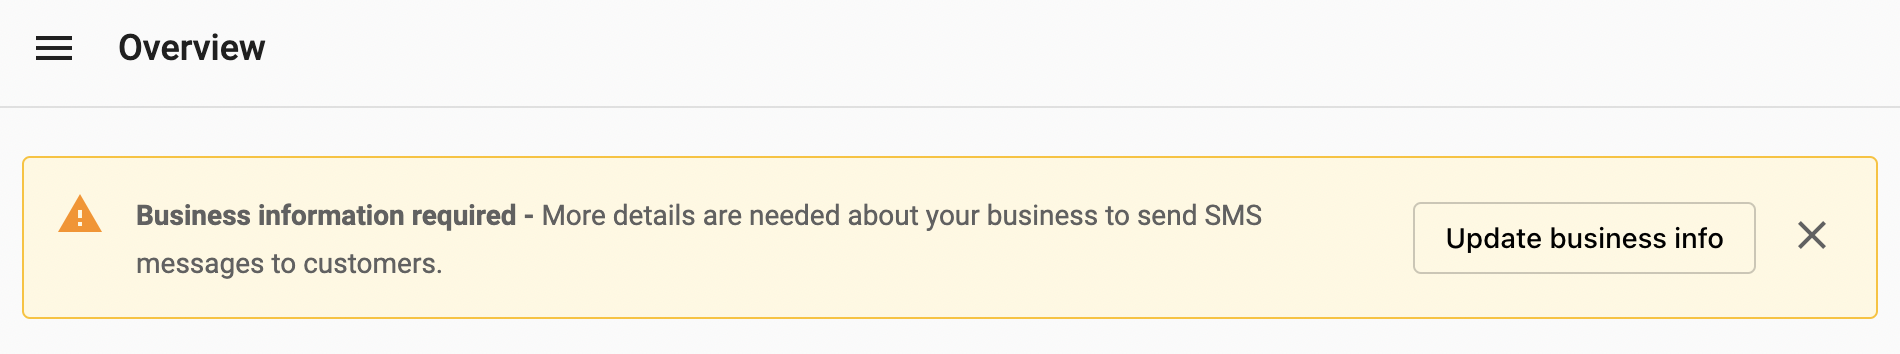 Overview
Business information required - More details are needed about your business to send SMS
messages to customers.
Update business info